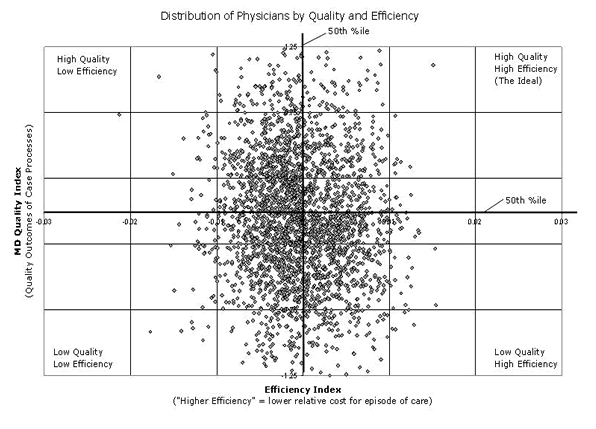 Distribution of Physicians by Quality and Efficiency
50th %ile
1.25
High Quality
Low Efficiency
High Quality
High Efficiency
(The Ideal)
MD Quality Index
(Quality Outcomes of Case Processes)
50th %ile
-0.03
-0.02
0.02
0.03
Low Quality
Low Efficiency
Low Quality
High Efficiency
-1.25
Efficiency Index
("Higher Efficiency" = lower relative cost for episode of care)